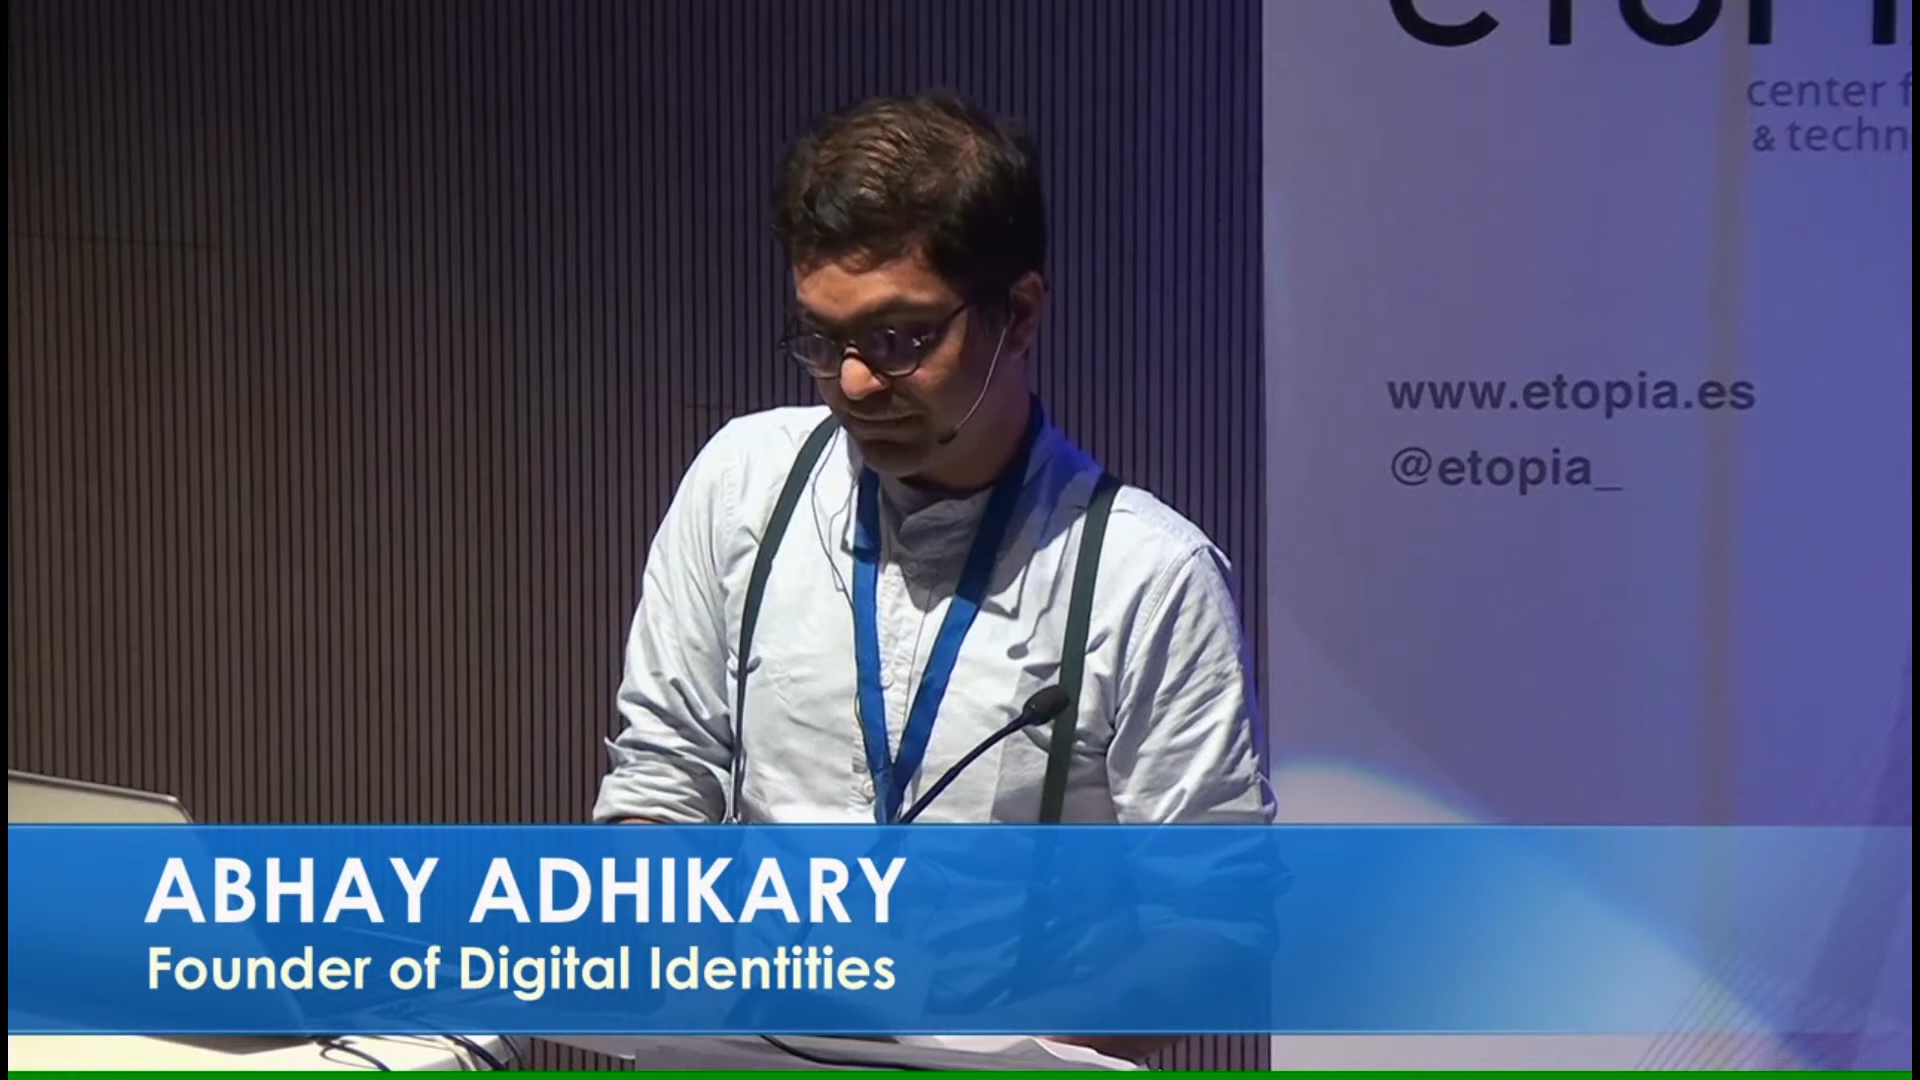 center
& techn
www.etopia.es
@etopia_
ABHAY ADHIKARY
Founder of Digital Identities